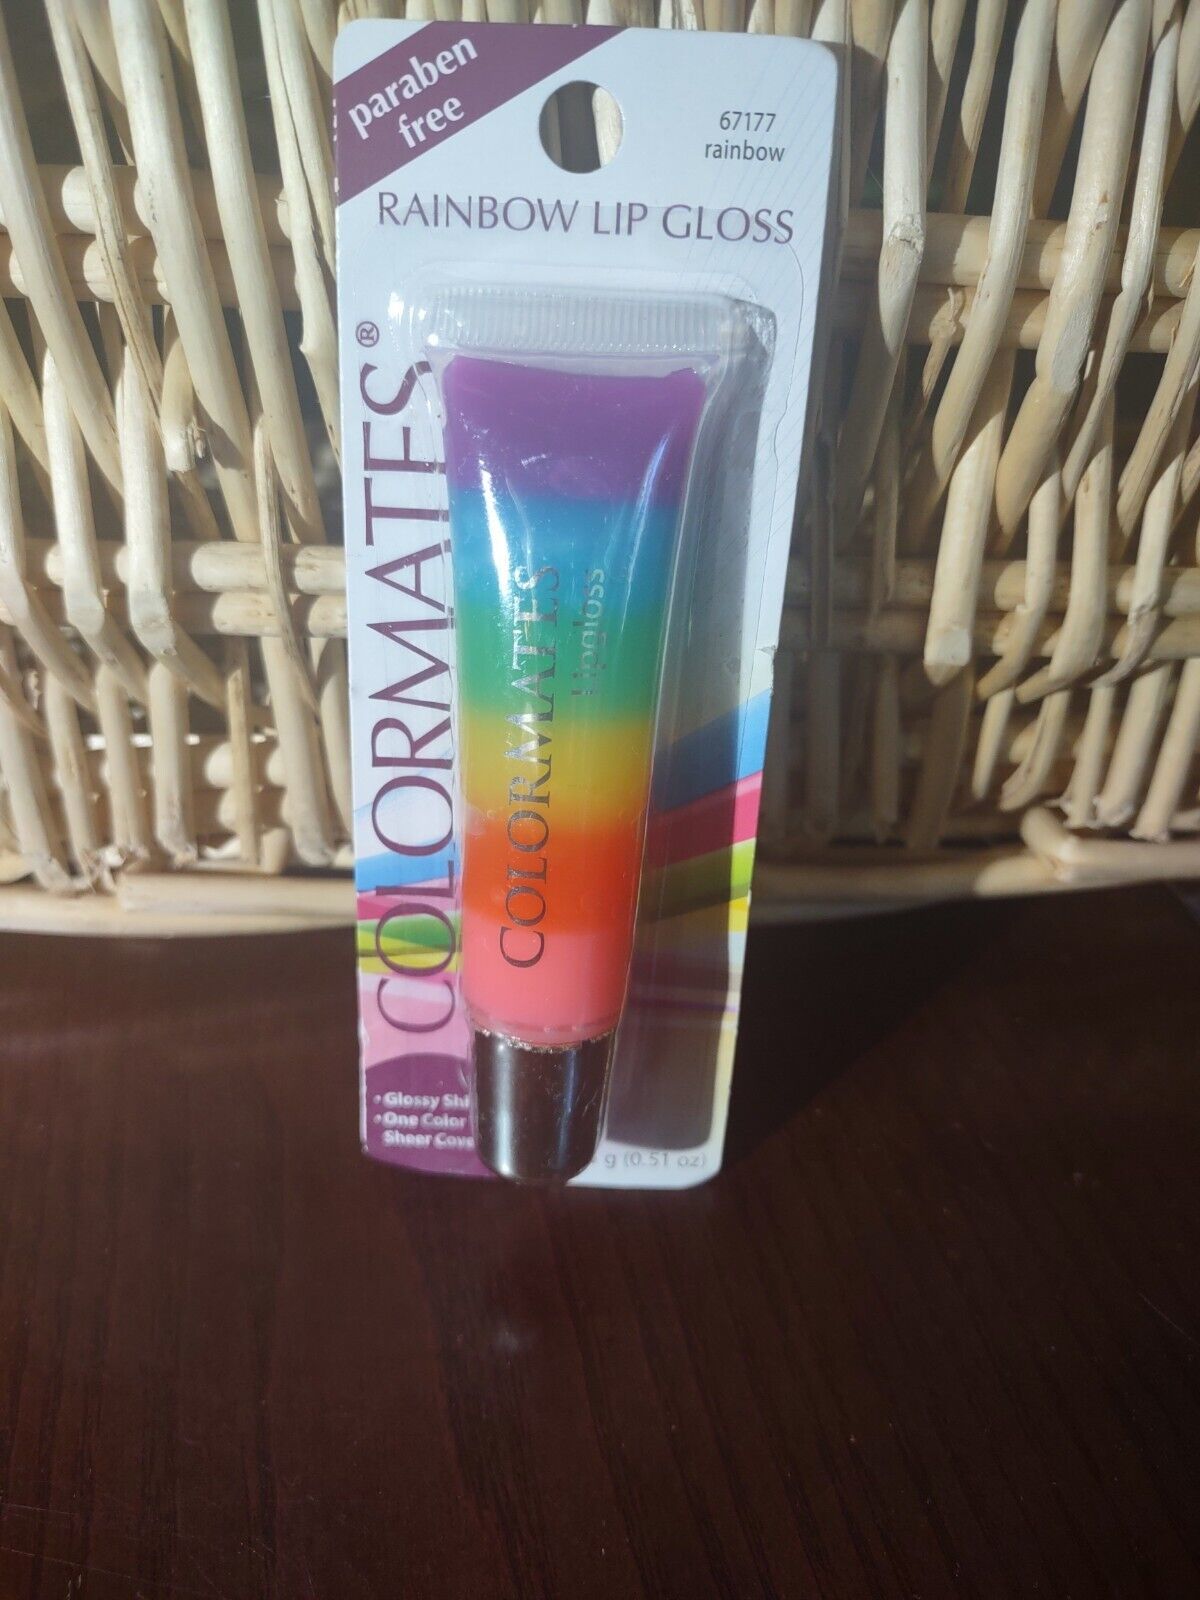 paraben
free
67177
rainbow
RAINBOW LIP GLOSS
COLORMATES®
COLORMATES
Lipgloss
• Glossy Shi
• One Color
Sheer Cove
g (0.51 oz)